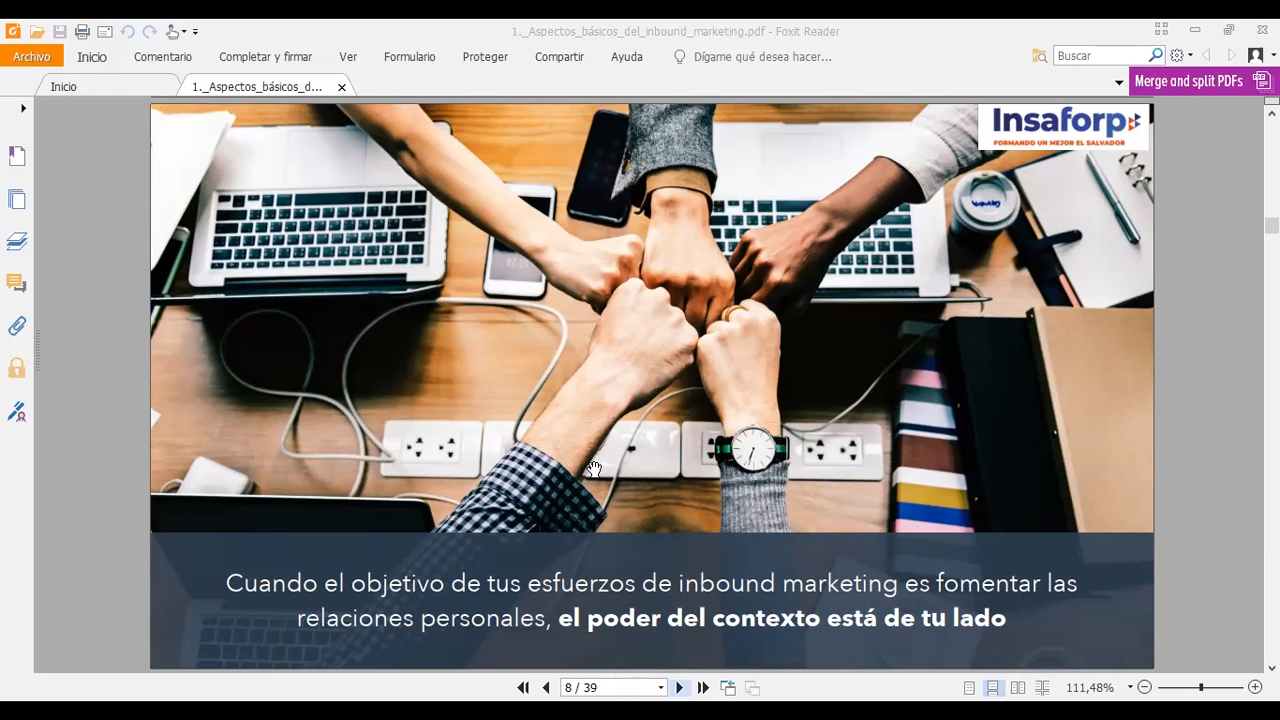 1._Aspectos_básicos_del_inbound_marketing.pdf - Foxit Reader
Archivo Inicio Comentario Completar y firmar Ver Formulario Proteger Compartir Ayuda Dígame qué desea hacer... Buscar
Inicio 1._Aspectos_básicos_d... Merge and split PDFs
Insaforp
FORMANDO UN MEJOR EL SALVADOR
Cuando el objetivo de tus esfuerzos de inbound marketing es fomentar las
relaciones personales, el poder del contexto está de tu lado
8 / 39 111,48%